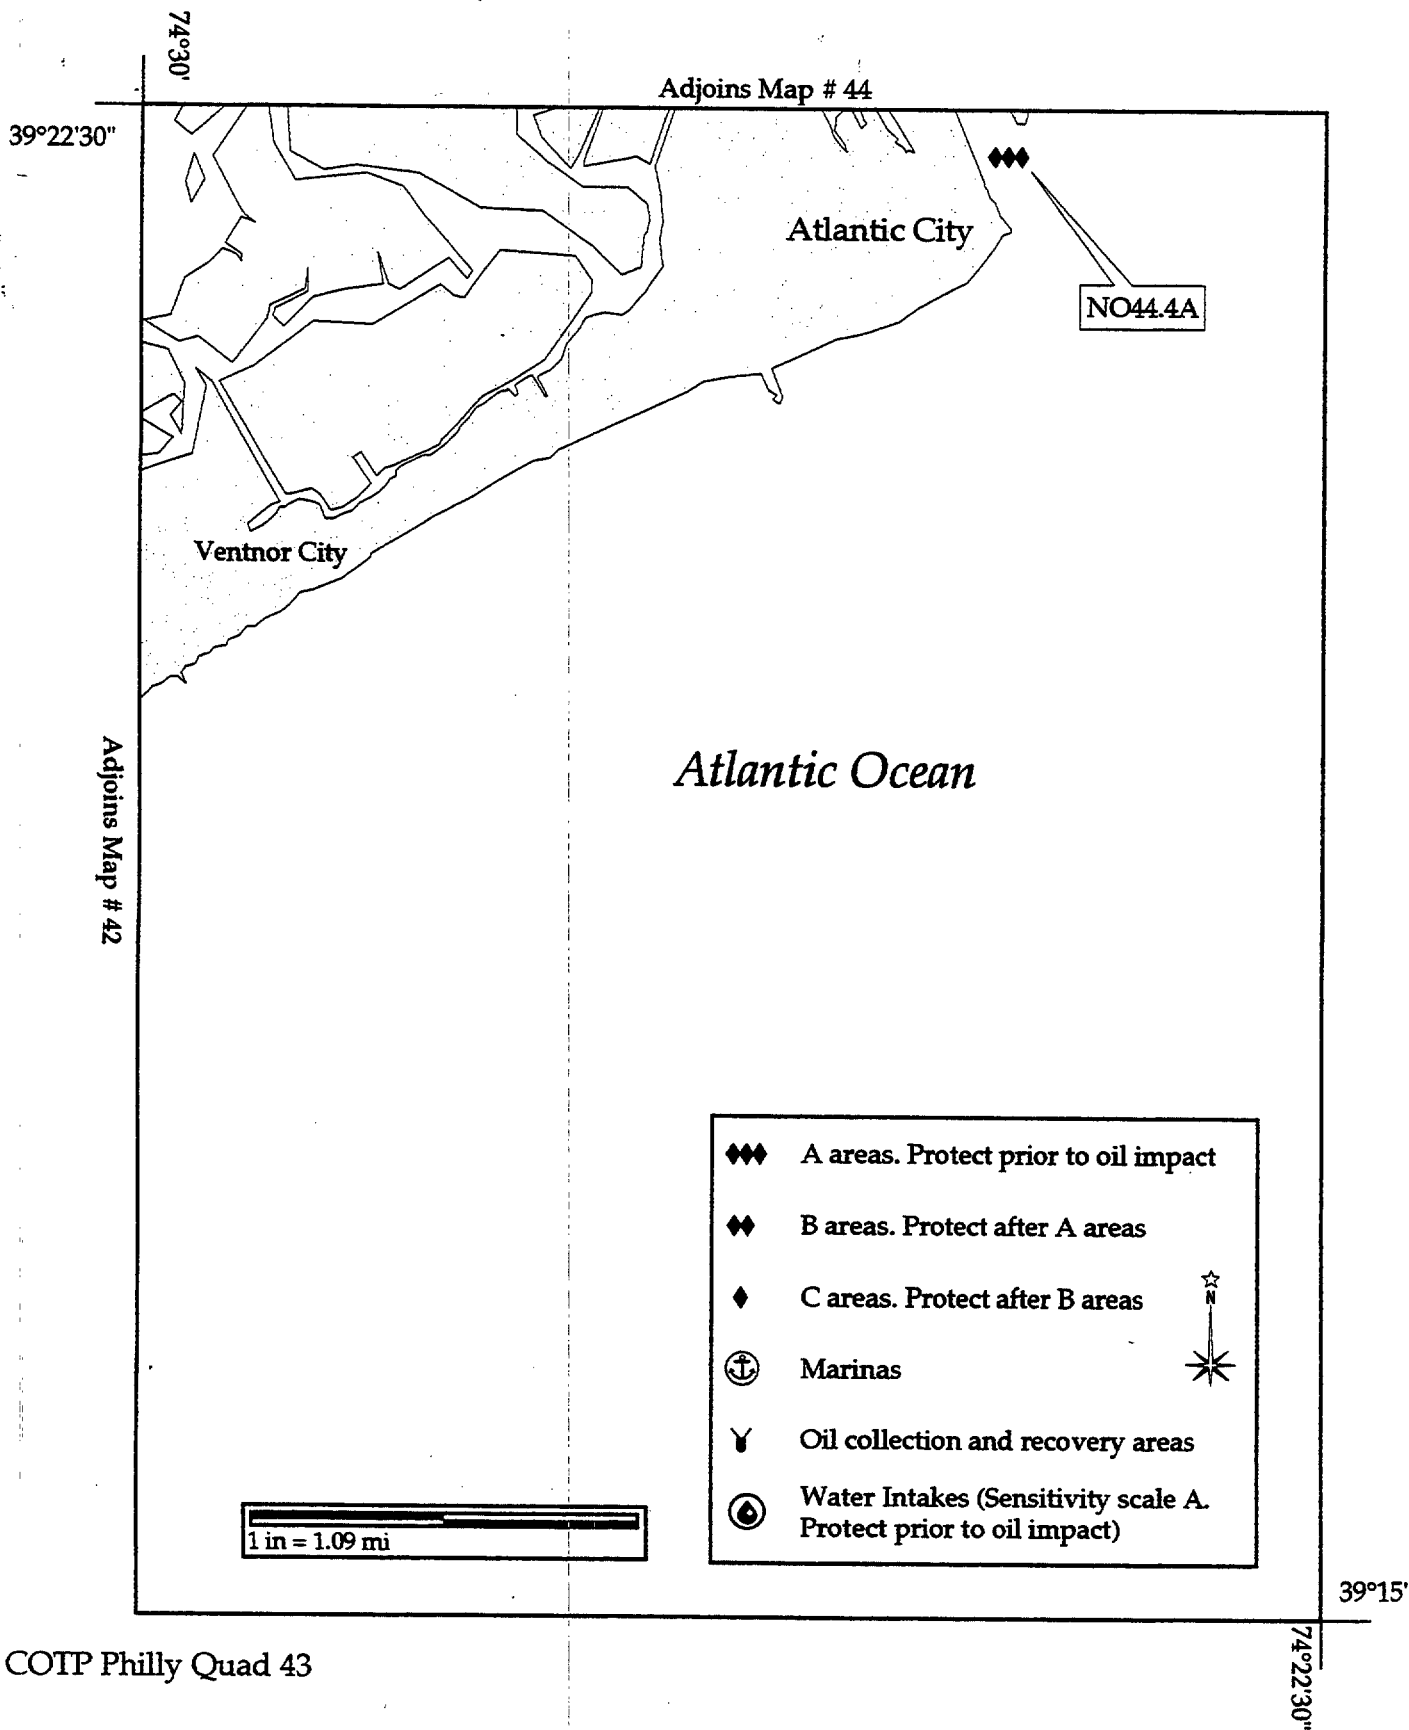 74°30'
Adjoins Map # 44
39°22'30"
Atlantic City
NO44.4A
Ventnor City
Adjoins Map # 42
Atlantic Ocean
A areas. Protect prior to oil impact
B areas. Protect after A areas
C areas. Protect after B areas
N
Marinas
Oil collection and recovery areas
Water Intakes (Sensitivity scale A.
Protect prior to oil impact)
1 in = 1.09 mi
39°15'
74°22'30"
COTP Philly Quad 43